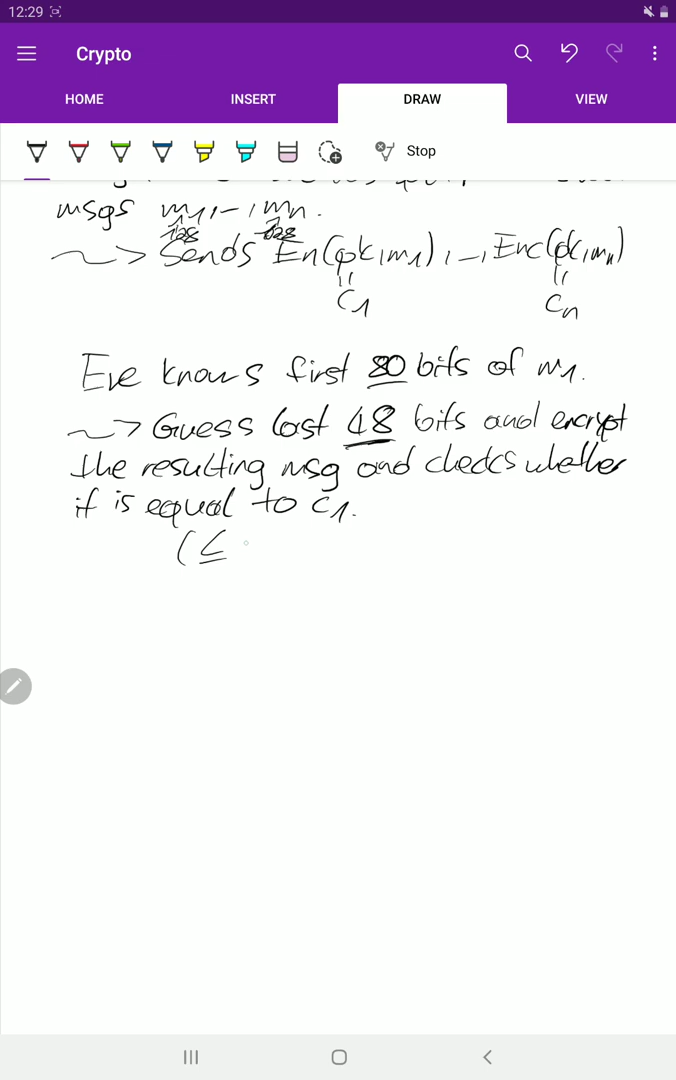 12:29
Crypto
HOME INSERT DRAW VIEW
Stop
msgs m1,-, mn.
128 128
~> Sends En(pk,m1), -, Enc(pk,mn)
" "
c1 cn
Eve knows first 80 bits of m1.
~> Guess last 48 bits and encrypt
the resulting msg and checks whether
it is equal to c1.
(≤